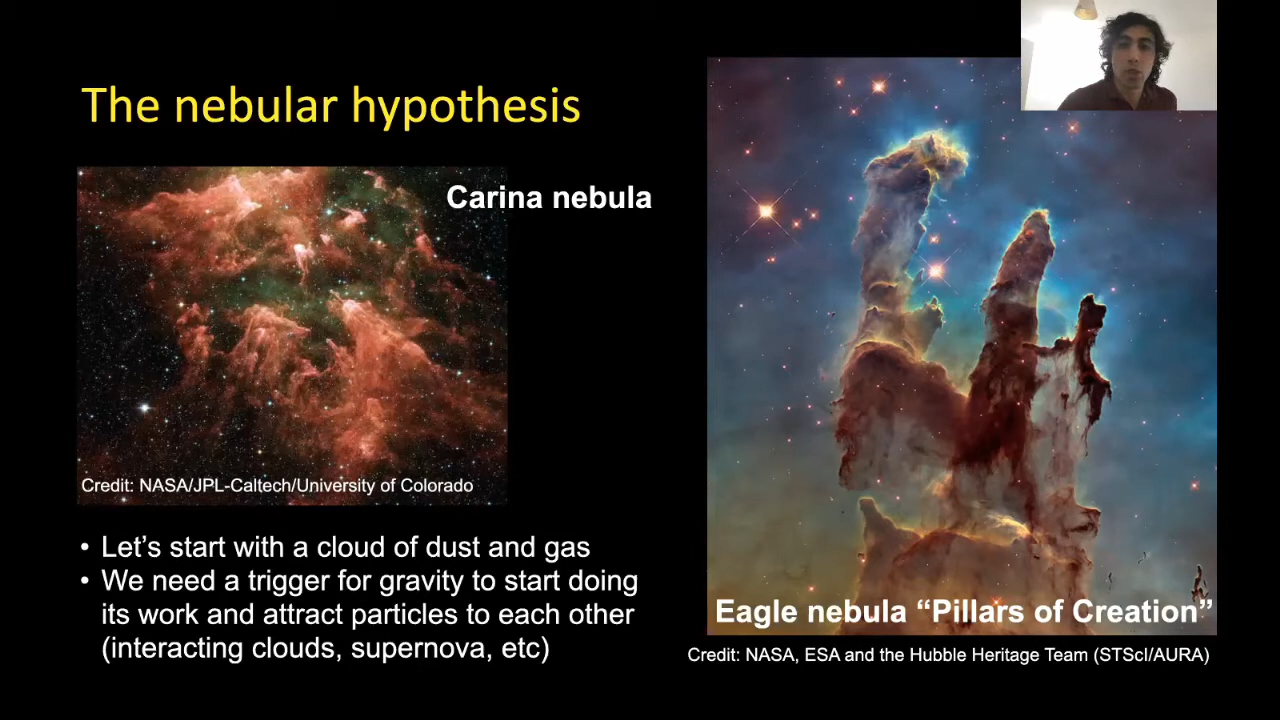 The nebular hypothesis
Carina nebula
Credit: NASA/JPL-Caltech/University of Colorado
• Let’s start with a cloud of dust and gas
• We need a trigger for gravity to start doing
its work and attract particles to each other
(interacting clouds, supernova, etc)
Eagle nebula “Pillars of Creation”
Credit: NASA, ESA and the Hubble Heritage Team (STScI/AURA)